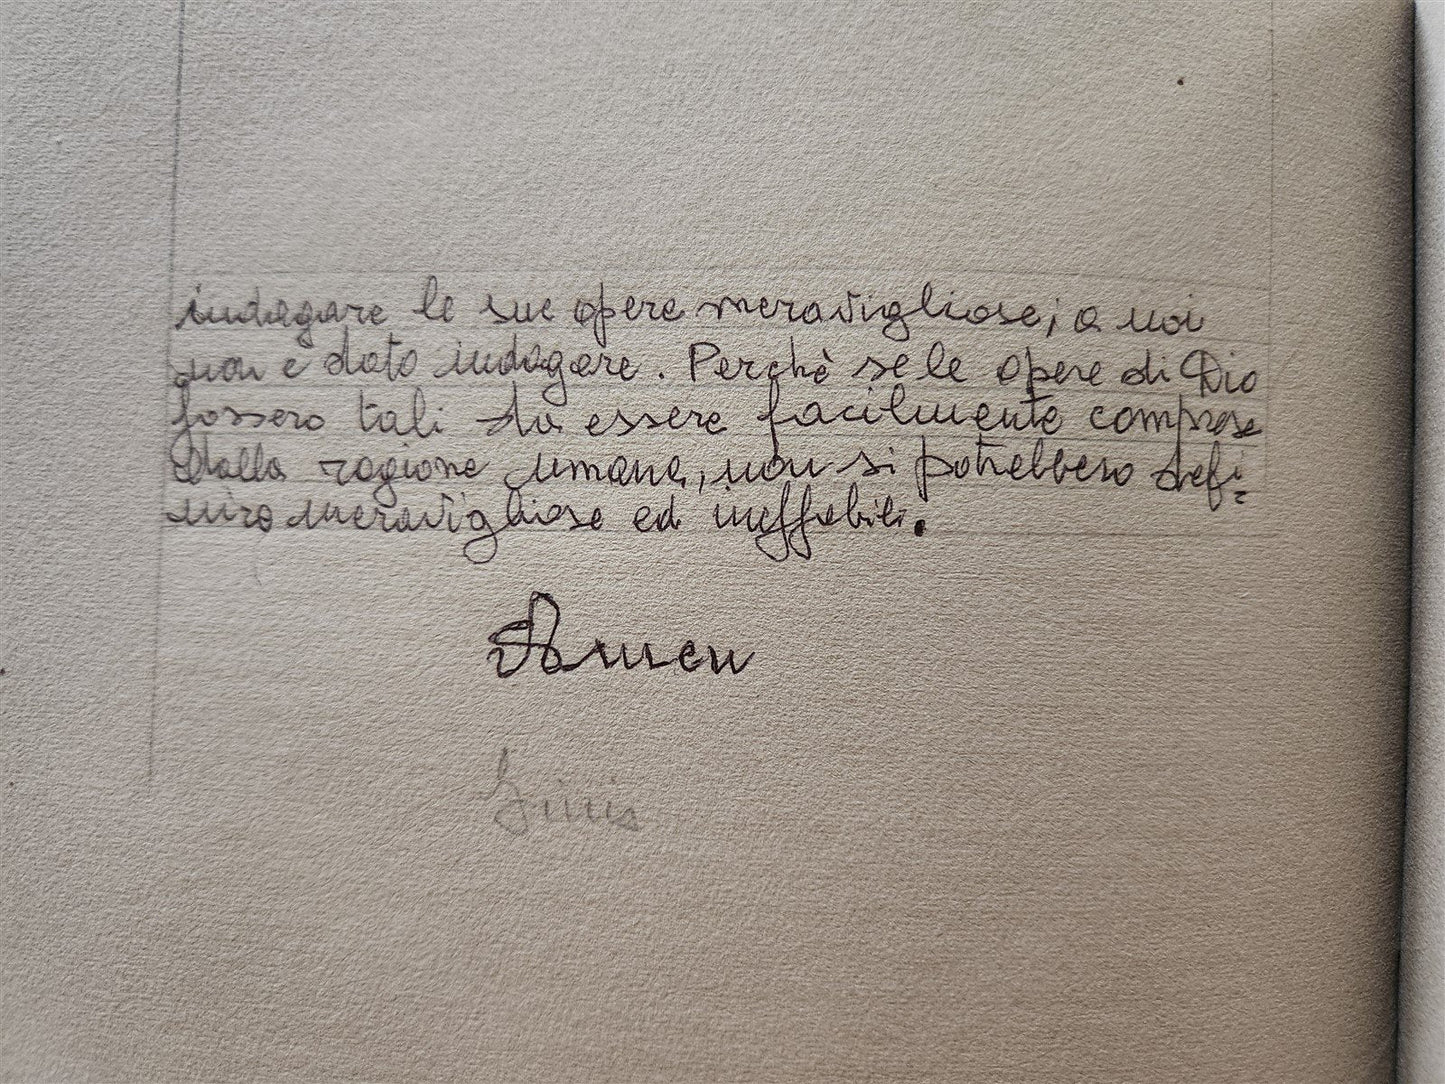 indagare le sue opere meravigliose; a noi
non e dato indagare. Perchè se le opere di Dio
fossero tali da essere facilmente comprese
dalla ragione umana, non si potrebbero defi=
nire meravigliose ed ineffabili.
Amen
Finis